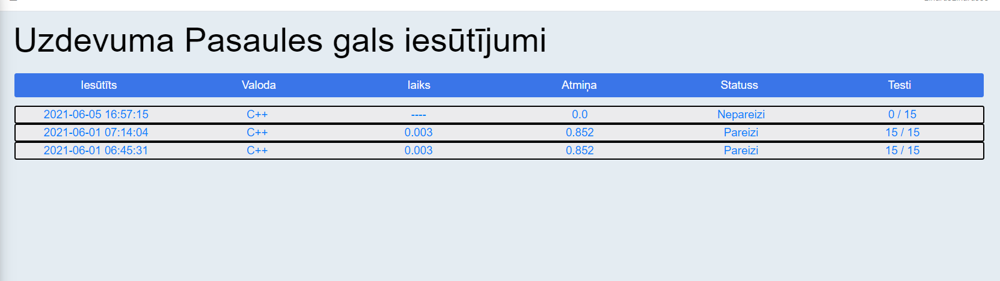 Uzdevuma Pasaules gals iesūtījumi
Iesūtīts Valoda laiks Atmiņa Statuss Testi
2021-06-05 16:57:15 C++ ---- 0.0 Nepareizi 0 / 15
2021-06-01 07:14:04 C++ 0.003 0.852 Pareizi 15 / 15
2021-06-01 06:45:31 C++ 0.003 0.852 Pareizi 15 / 15